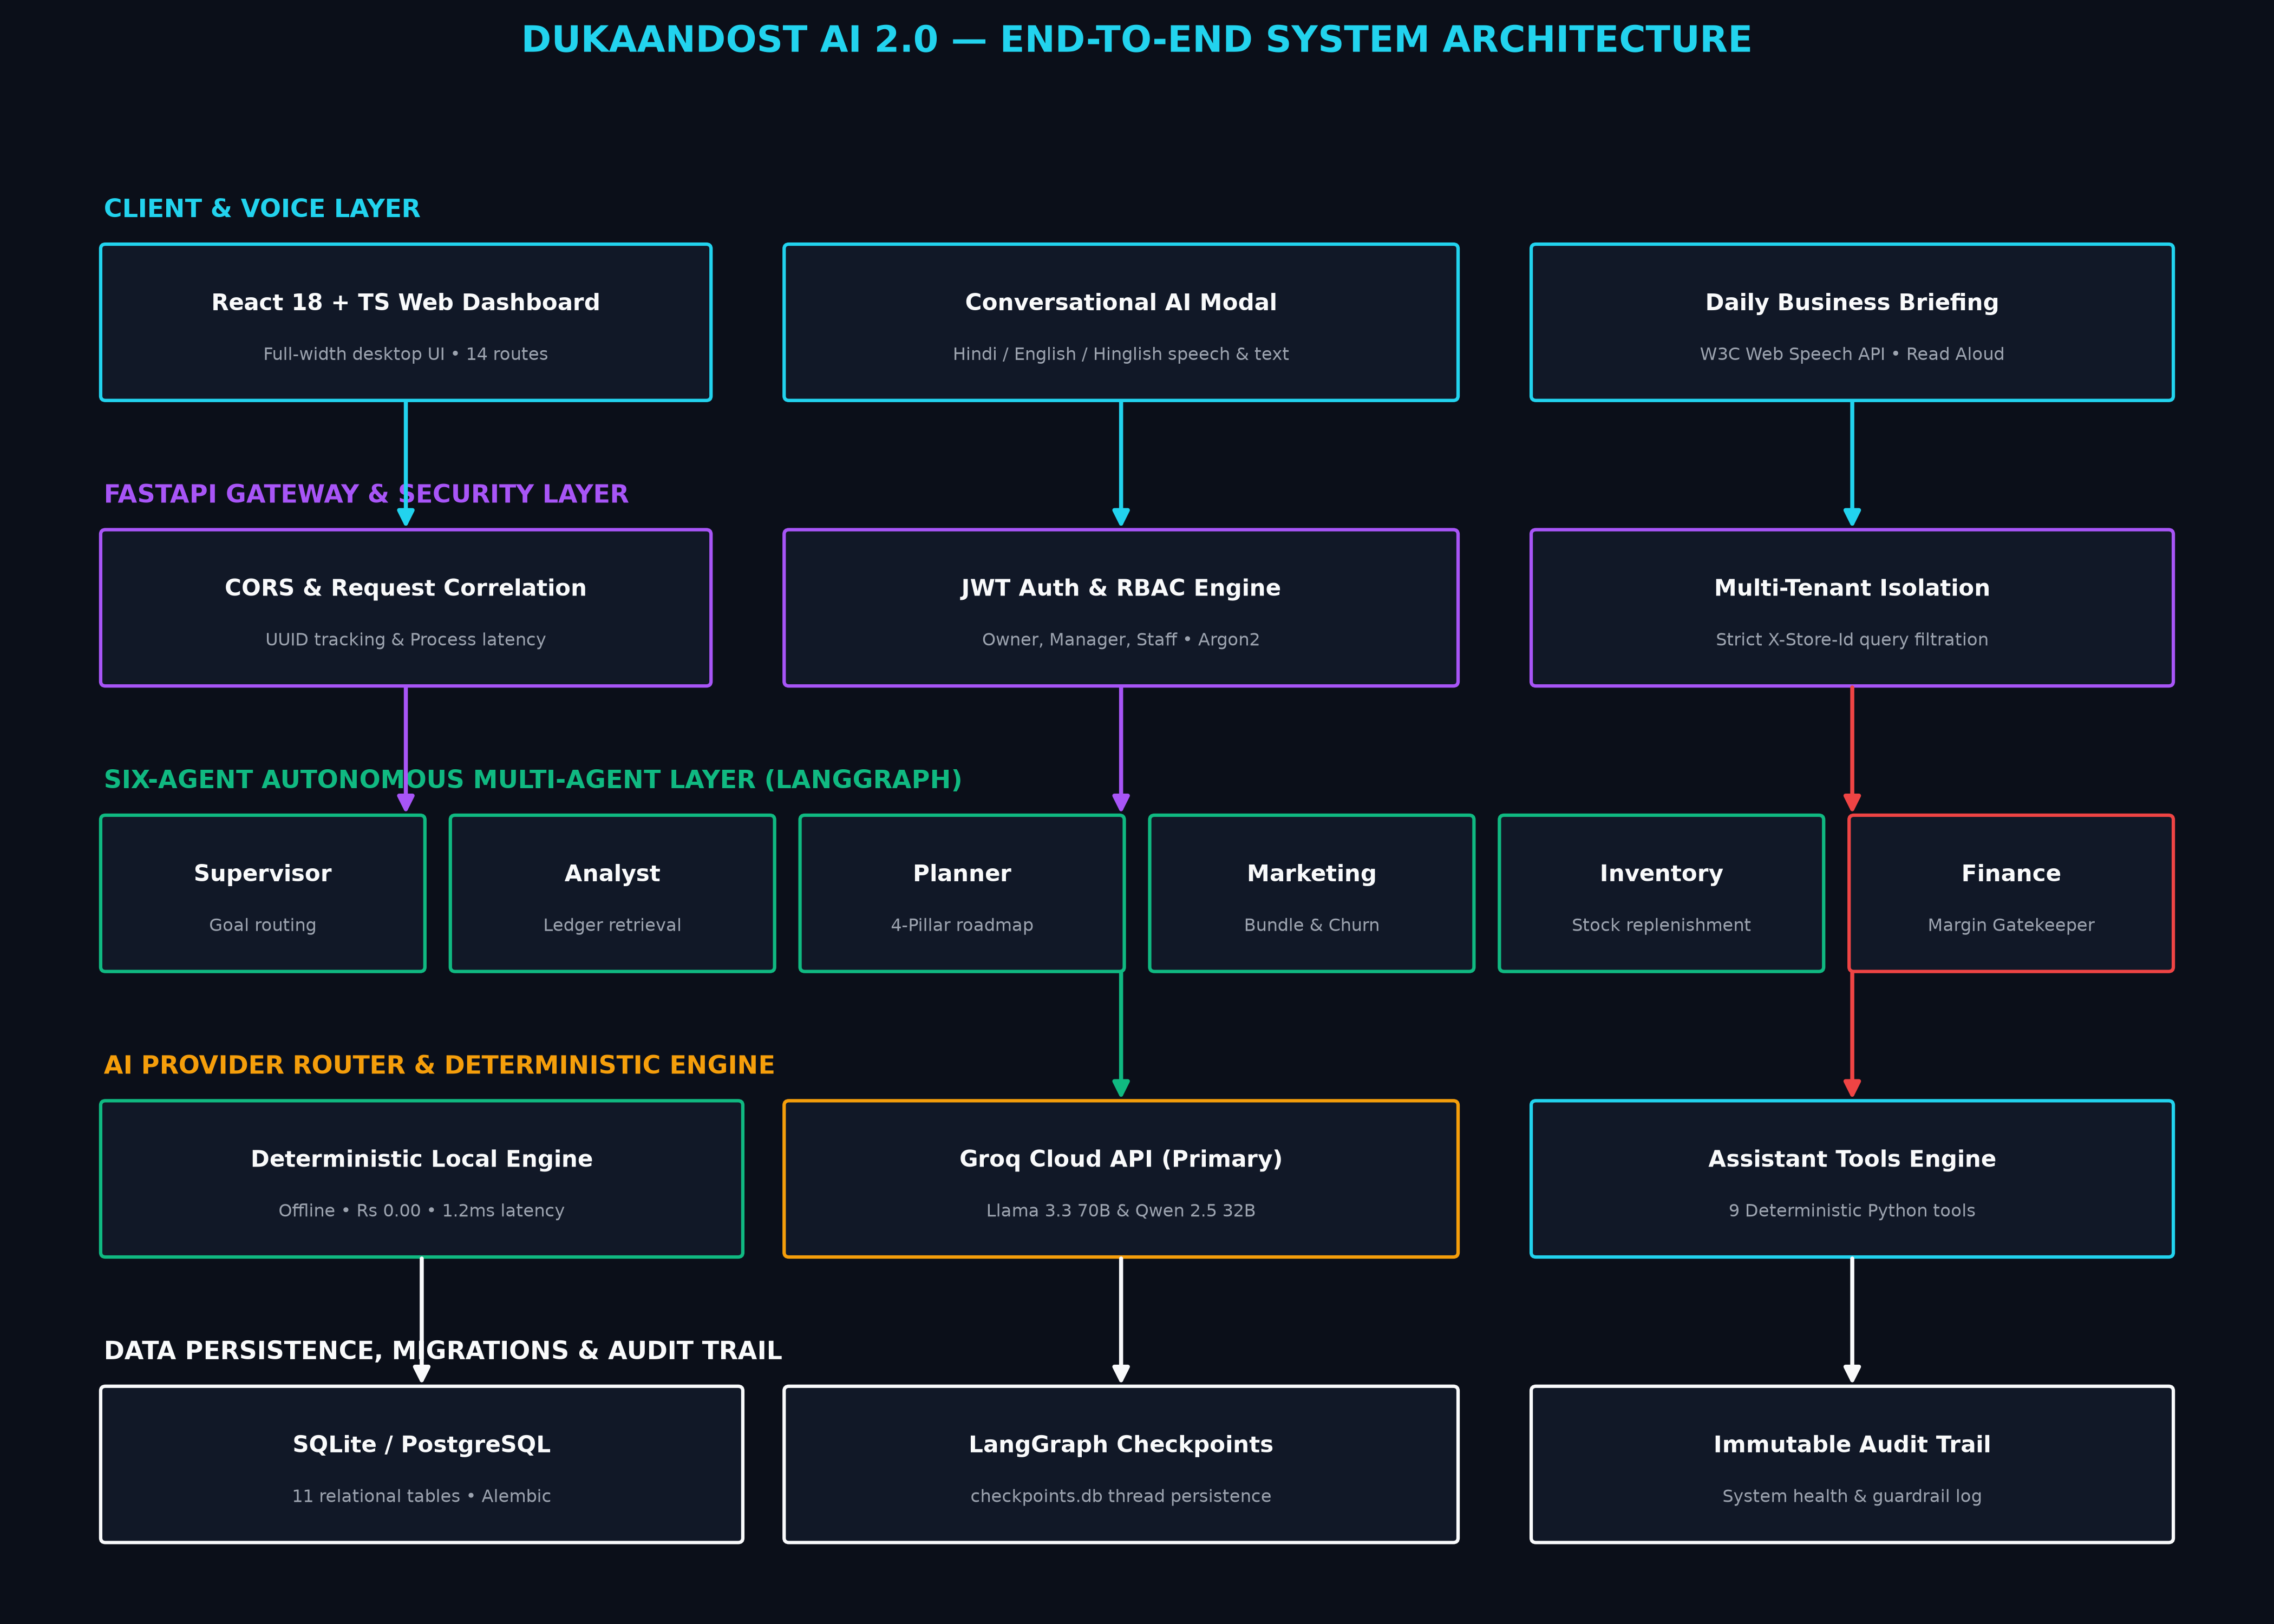 DUKAANDOST AI 2.0 — END-TO-END SYSTEM ARCHITECTURE
CLIENT & VOICE LAYER
React 18 + TS Web Dashboard
Full-width desktop UI • 14 routes
Conversational AI Modal
Hindi / English / Hinglish speech & text
Daily Business Briefing
W3C Web Speech API • Read Aloud
FASTAPI GATEWAY & SECURITY LAYER
CORS & Request Correlation
UUID tracking & Process latency
JWT Auth & RBAC Engine
Owner, Manager, Staff • Argon2
Multi-Tenant Isolation
Strict X-Store-Id query filtration
SIX-AGENT AUTONOMOUS MULTI-AGENT LAYER (LANGGRAPH)
Supervisor
Goal routing
Analyst
Ledger retrieval
Planner
4-Pillar roadmap
Marketing
Bundle & Churn
Inventory
Stock replenishment
Finance
Margin Gatekeeper
AI PROVIDER ROUTER & DETERMINISTIC ENGINE
Deterministic Local Engine
Offline • Rs 0.00 • 1.2ms latency
Groq Cloud API (Primary)
Llama 3.3 70B & Qwen 2.5 32B
Assistant Tools Engine
9 Deterministic Python tools
DATA PERSISTENCE, MIGRATIONS & AUDIT TRAIL
SQLite / PostgreSQL
11 relational tables • Alembic
LangGraph Checkpoints
checkpoints.db thread persistence
Immutable Audit Trail
System health & guardrail log